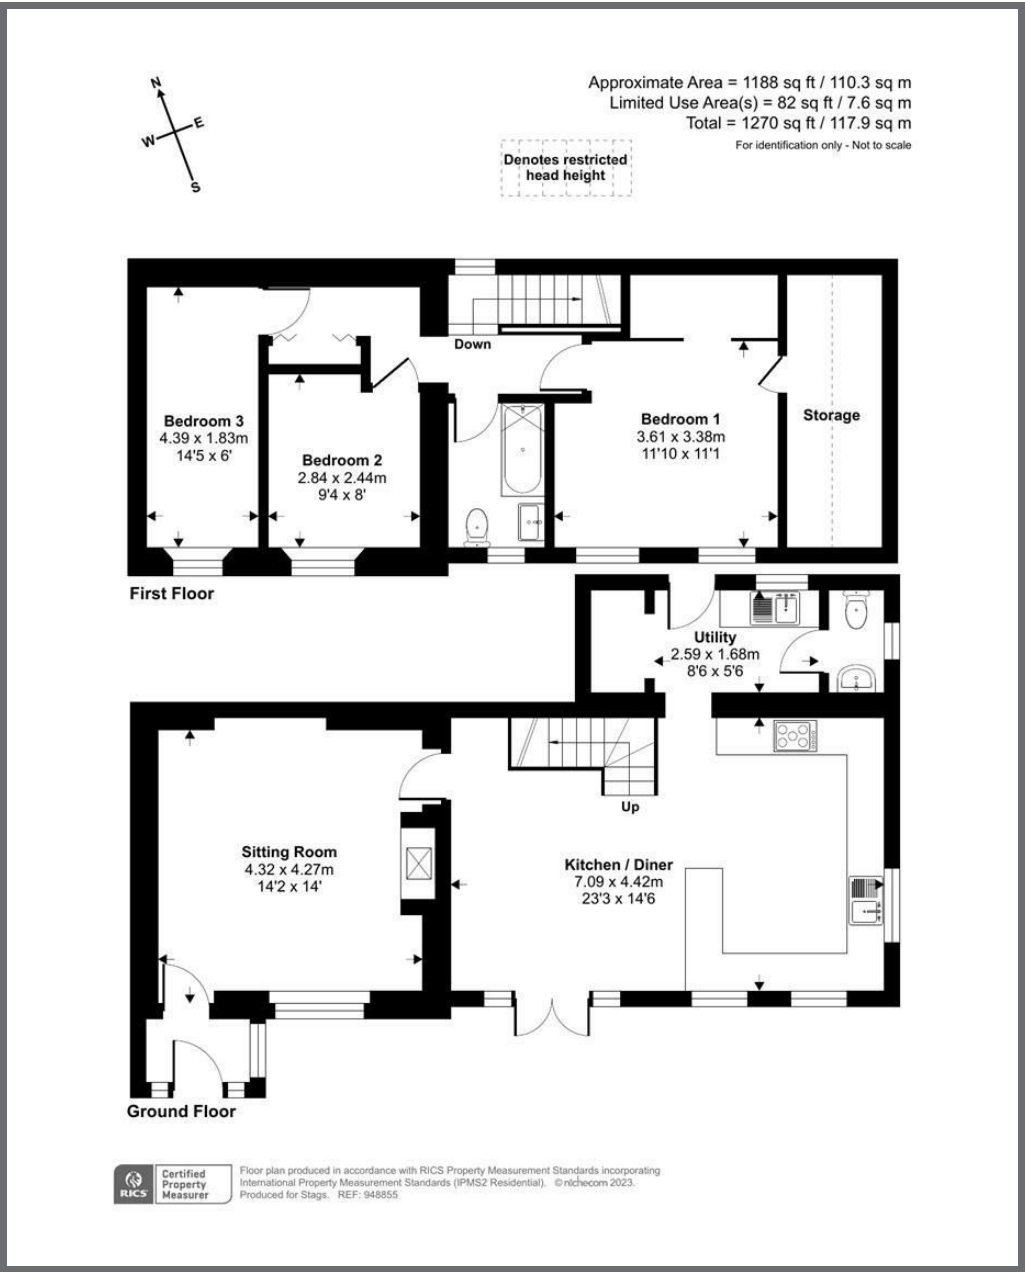 N
E
W
S
Approximate Area = 1188 sq ft / 110.3 sq m
Limited Use Area(s) = 82 sq ft / 7.6 sq m
Total = 1270 sq ft / 117.9 sq m
For identification only - Not to scale
Denotes restricted
head height
Down
Bedroom 3
4.39 x 1.83m
14'5 x 6'
Bedroom 2
2.84 x 2.44m
9'4 x 8'
Bedroom 1
3.61 x 3.38m
11'10 x 11'1
Storage
First Floor
Utility
2.59 x 1.68m
8'6 x 5'6
Up
Sitting Room
4.32 x 4.27m
14'2 x 14'
Kitchen / Diner
7.09 x 4.42m
23'3 x 14'6
Ground Floor
RICS
Certified
Property
Measurer
Floor plan produced in accordance with RICS Property Measurement Standards incorporating
International Property Measurement Standards (IPMS2 Residential). © nıchecom 2023.
Produced for Stags. REF: 948855